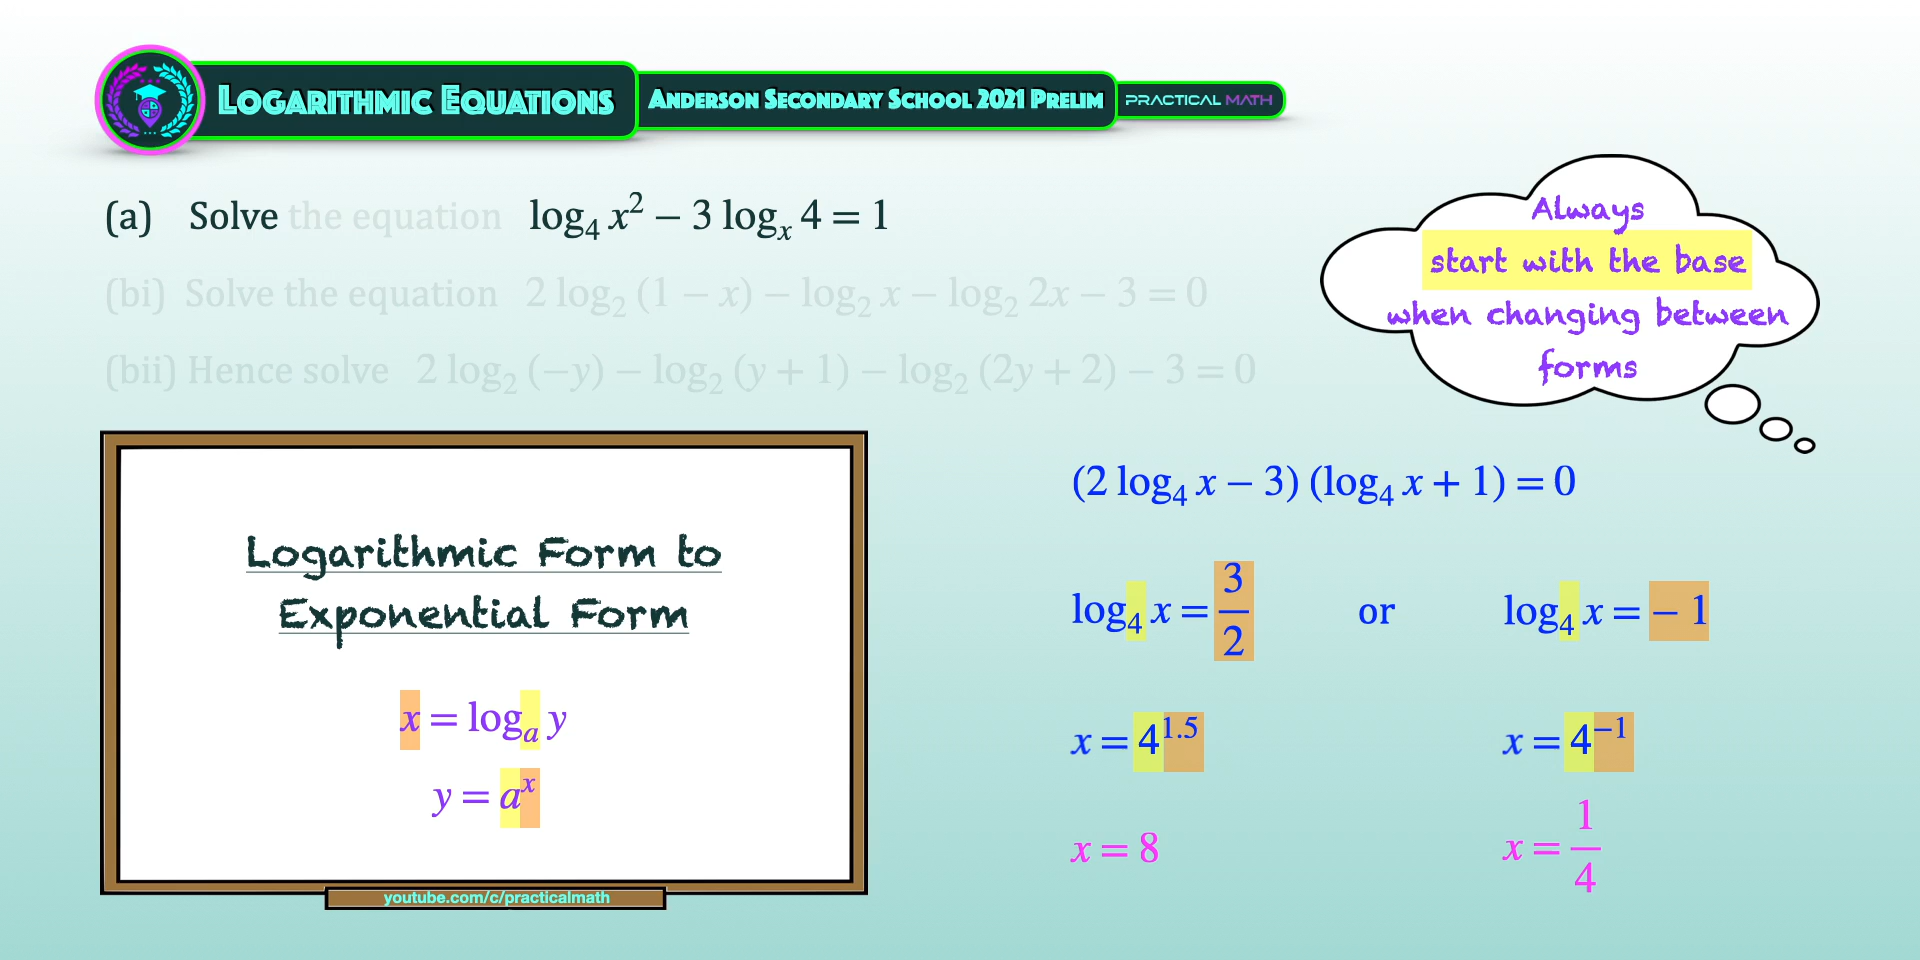 Logarithmic Equations
Anderson Secondary School 2021 Prelim
PRACTICAL MATH
(a) Solve the equation log₄ x² − 3 logₓ 4 = 1
(bi) Solve the equation 2 log₂ (1 − x) − log₂ x − log₂ 2x − 3 = 0
(bii) Hence solve 2 log₂ (−y) − log₂ (y + 1) − log₂ (2y + 2) − 3 = 0
Always
start with the base
when changing between
forms
Logarithmic Form to
Exponential Form
x = logₐ y
y = aˣ
youtube.com/c/practicalmath
(2 log₄ x − 3) (log₄ x + 1) = 0
log₄ x = 3/2 or log₄ x = − 1
x = 4^1.5 x = 4^−1
x = 8 x = 1/4